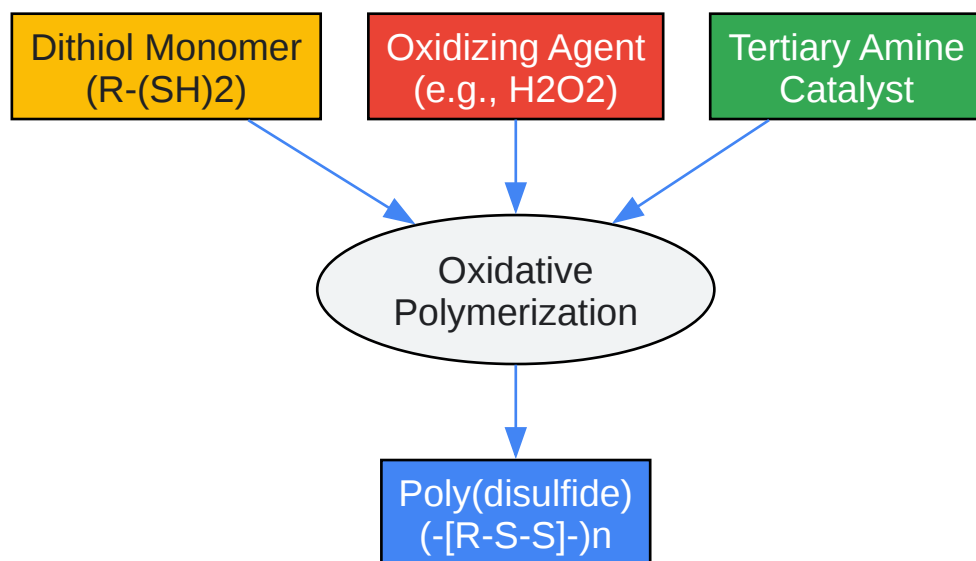 Dithiol Monomer
(R-(SH)2)
Oxidizing Agent
(e.g., H2O2)
Tertiary Amine
Catalyst
Oxidative
Polymerization
Poly(disulfide)
(-[R-S-S]-)n